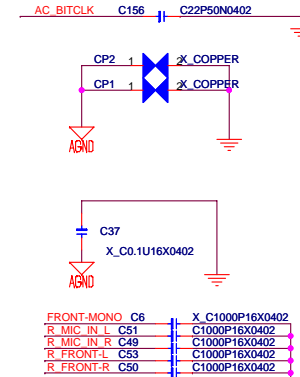 AC_BITCLK C156 C22P50N0402
CP2 1 2 X_COPPER
CP1 1 2 X_COPPER
AGND
C37
X_C0.1U16X0402
AGND
FRONT-MONO C6 X_C1000P16X0402
R_MIC_IN_L C51 C1000P16X0402
R_MIC_IN_R C49 C1000P16X0402
R_FRONT-L C53 C1000P16X0402
R_FRONT-R C50 C1000P16X0402